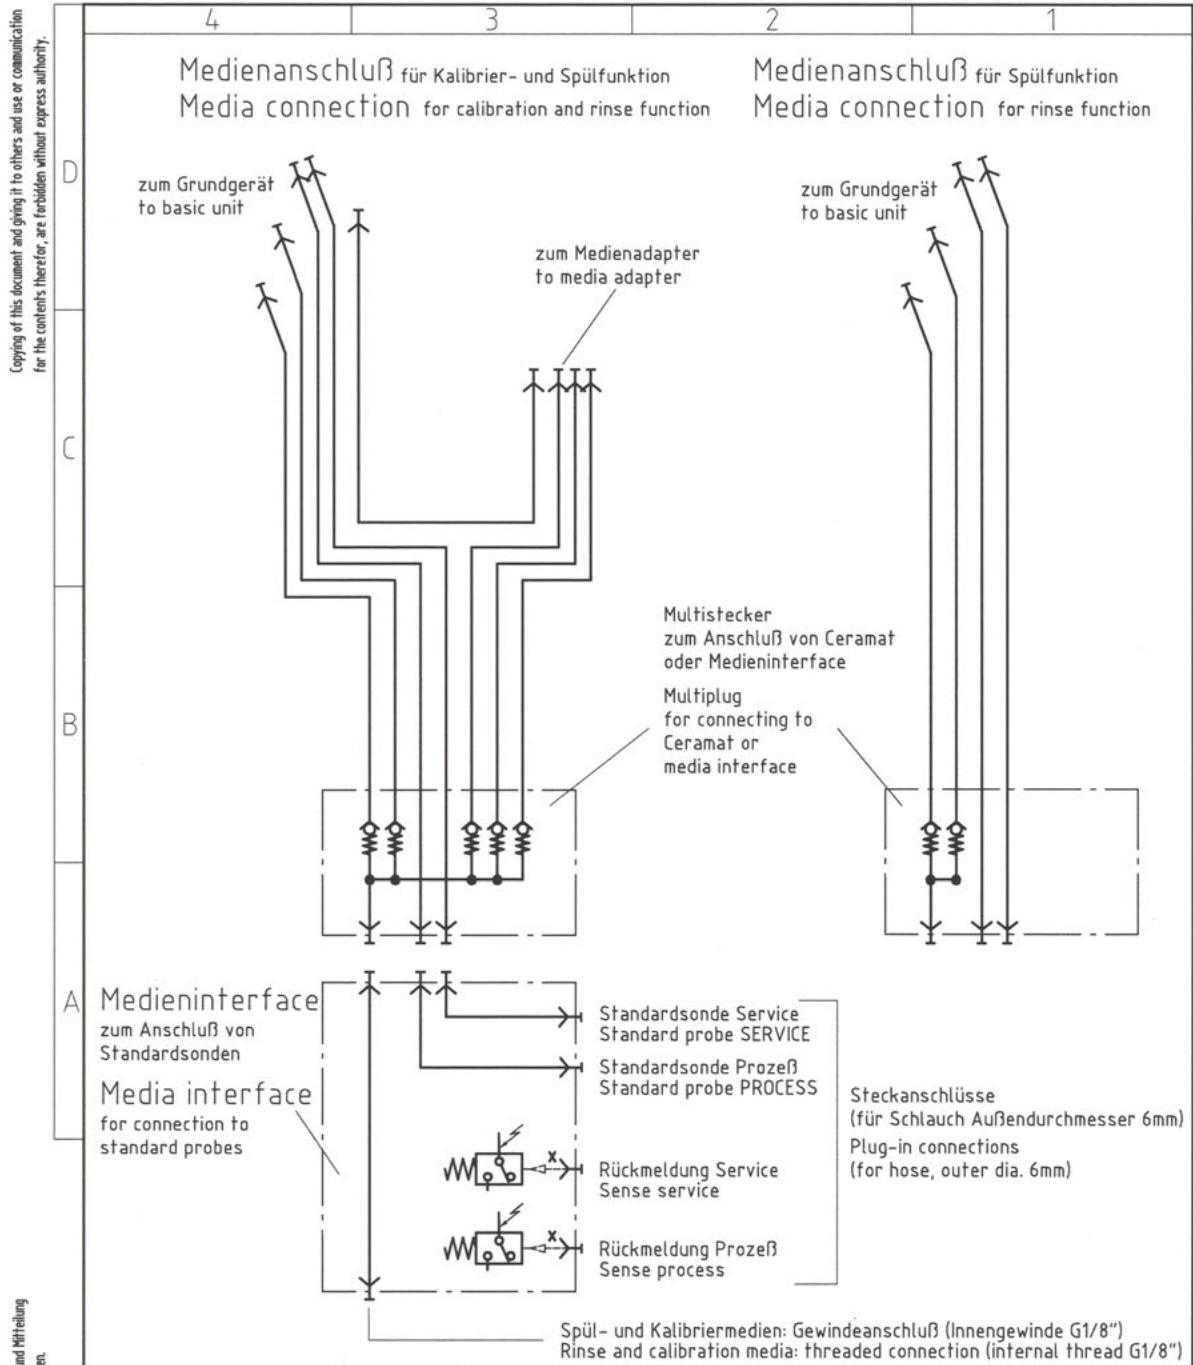 4 3 2 1
Copying of this document and giving it to others and use or communication
for the contents therefor, are forbidden without express authority.
Medienanschluß für Kalibrier- und Spülfunktion
Media connection for calibration and rinse function
Medienanschluß für Spülfunktion
Media connection for rinse function
D
zum Grundgerät
to basic unit
zum Medienadapter
to media adapter
zum Grundgerät
to basic unit
C
Multistecker
zum Anschluß von Ceramat
oder Medieninterface
Multiplug
for connecting to
Ceramat or
media interface
B
A
Medieninterface
zum Anschluß von
Standardsonden
Media interface
for connection to
standard probes
Standardsonde Service
Standard probe SERVICE
Standardsonde Prozeß
Standard probe PROCESS
x
Rückmeldung Service
Sense service
x
Rückmeldung Prozeß
Sense process
Steckanschlüsse
(für Schlauch Außendurchmesser 6mm)
Plug-in connections
(for hose, outer dia. 6mm)
Spül- und Kalibriermedien: Gewindeanschluß (Innengewinde G1/8")
Rinse and calibration media: threaded connection (internal thread G1/8")
und Mitteilung